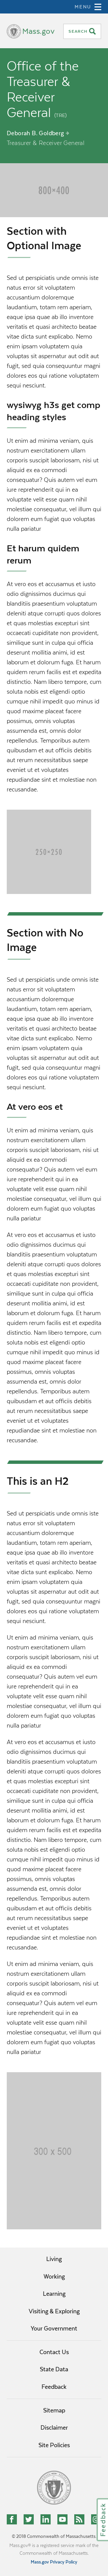 MENU
Mass.gov
SEARCH
Office of the
Treasurer &
Receiver
General (TRE)
Deborah B. Goldberg »
Treasurer & Receiver General
800×400
Section with
Optional Image
Sed ut perspiciatis unde omnis iste
natus error sit voluptatem
accusantium doloremque
laudantium, totam rem aperiam,
eaque ipsa quae ab illo inventore
veritatis et quasi architecto beatae
vitae dicta sunt explicabo. Nemo
enim ipsam voluptatem quia
voluptas sit aspernatur aut odit aut
fugit, sed quia consequuntur magni
dolores eos qui ratione voluptatem
sequi nesciunt.
wysiwyg h3s get comp
heading styles
Ut enim ad minima veniam, quis
nostrum exercitationem ullam
corporis suscipit laboriosam, nisi ut
aliquid ex ea commodi
consequatur? Quis autem vel eum
iure reprehenderit qui in ea
voluptate velit esse quam nihil
molestiae consequatur, vel illum qui
dolorem eum fugiat quo voluptas
nulla pariatur
Et harum quidem
rerum
At vero eos et accusamus et iusto
odio dignissimos ducimus qui
blanditiis praesentium voluptatum
deleniti atque corrupti quos dolores
et quas molestias excepturi sint
occaecati cupiditate non provident,
similique sunt in culpa qui officia
deserunt mollitia animi, id est
laborum et dolorum fuga. Et harum
quidem rerum facilis est et expedita
distinctio. Nam libero tempore, cum
soluta nobis est eligendi optio
cumque nihil impedit quo minus id
quod maxime placeat facere
possimus, omnis voluptas
assumenda est, omnis dolor
repellendus. Temporibus autem
quibusdam et aut officiis debitis
aut rerum necessitatibus saepe
eveniet ut et voluptates
repudiandae sint et molestiae non
recusandae.
250×250
Section with No
Image
Sed ut perspiciatis unde omnis iste
natus error sit voluptatem
accusantium doloremque
laudantium, totam rem aperiam,
eaque ipsa quae ab illo inventore
veritatis et quasi architecto beatae
vitae dicta sunt explicabo. Nemo
enim ipsam voluptatem quia
voluptas sit aspernatur aut odit aut
fugit, sed quia consequuntur magni
dolores eos qui ratione voluptatem
sequi nesciunt.
At vero eos et
Ut enim ad minima veniam, quis
nostrum exercitationem ullam
corporis suscipit laboriosam, nisi ut
aliquid ex ea commodi
consequatur? Quis autem vel eum
iure reprehenderit qui in ea
voluptate velit esse quam nihil
molestiae consequatur, vel illum qui
dolorem eum fugiat quo voluptas
nulla pariatur
At vero eos et accusamus et iusto
odio dignissimos ducimus qui
blanditiis praesentium voluptatum
deleniti atque corrupti quos dolores
et quas molestias excepturi sint
occaecati cupiditate non provident,
similique sunt in culpa qui officia
deserunt mollitia animi, id est
laborum et dolorum fuga. Et harum
quidem rerum facilis est et expedita
distinctio. Nam libero tempore, cum
soluta nobis est eligendi optio
cumque nihil impedit quo minus id
quod maxime placeat facere
possimus, omnis voluptas
assumenda est, omnis dolor
repellendus. Temporibus autem
quibusdam et aut officiis debitis
aut rerum necessitatibus saepe
eveniet ut et voluptates
repudiandae sint et molestiae non
recusandae.
This is an H2
Sed ut perspiciatis unde omnis iste
natus error sit voluptatem
accusantium doloremque
laudantium, totam rem aperiam,
eaque ipsa quae ab illo inventore
veritatis et quasi architecto beatae
vitae dicta sunt explicabo. Nemo
enim ipsam voluptatem quia
voluptas sit aspernatur aut odit aut
fugit, sed quia consequuntur magni
dolores eos qui ratione voluptatem
sequi nesciunt.
Ut enim ad minima veniam, quis
nostrum exercitationem ullam
corporis suscipit laboriosam, nisi ut
aliquid ex ea commodi
consequatur? Quis autem vel eum
iure reprehenderit qui in ea
voluptate velit esse quam nihil
molestiae consequatur, vel illum qui
dolorem eum fugiat quo voluptas
nulla pariatur
At vero eos et accusamus et iusto
odio dignissimos ducimus qui
blanditiis praesentium voluptatum
deleniti atque corrupti quos dolores
et quas molestias excepturi sint
occaecati cupiditate non provident,
similique sunt in culpa qui officia
deserunt mollitia animi, id est
laborum et dolorum fuga. Et harum
quidem rerum facilis est et expedita
distinctio. Nam libero tempore, cum
soluta nobis est eligendi optio
cumque nihil impedit quo minus id
quod maxime placeat facere
possimus, omnis voluptas
assumenda est, omnis dolor
repellendus. Temporibus autem
quibusdam et aut officiis debitis
aut rerum necessitatibus saepe
eveniet ut et voluptates
repudiandae sint et molestiae non
recusandae.
Ut enim ad minima veniam, quis
nostrum exercitationem ullam
corporis suscipit laboriosam, nisi ut
aliquid ex ea commodi
consequatur? Quis autem vel eum
iure reprehenderit qui in ea
voluptate velit esse quam nihil
molestiae consequatur, vel illum qui
dolorem eum fugiat quo voluptas
nulla pariatur
300 x 500
Living
Working
Learning
Visiting & Exploring
Your Government
Contact Us
State Data
Feedback
Sitemap
Disclaimer
Site Policies
Feedback
© 2018 Commonwealth of Massachusetts.
Mass.gov® is a registered service mark of the
Commonwealth of Massachusetts.
Mass.gov Privacy Policy